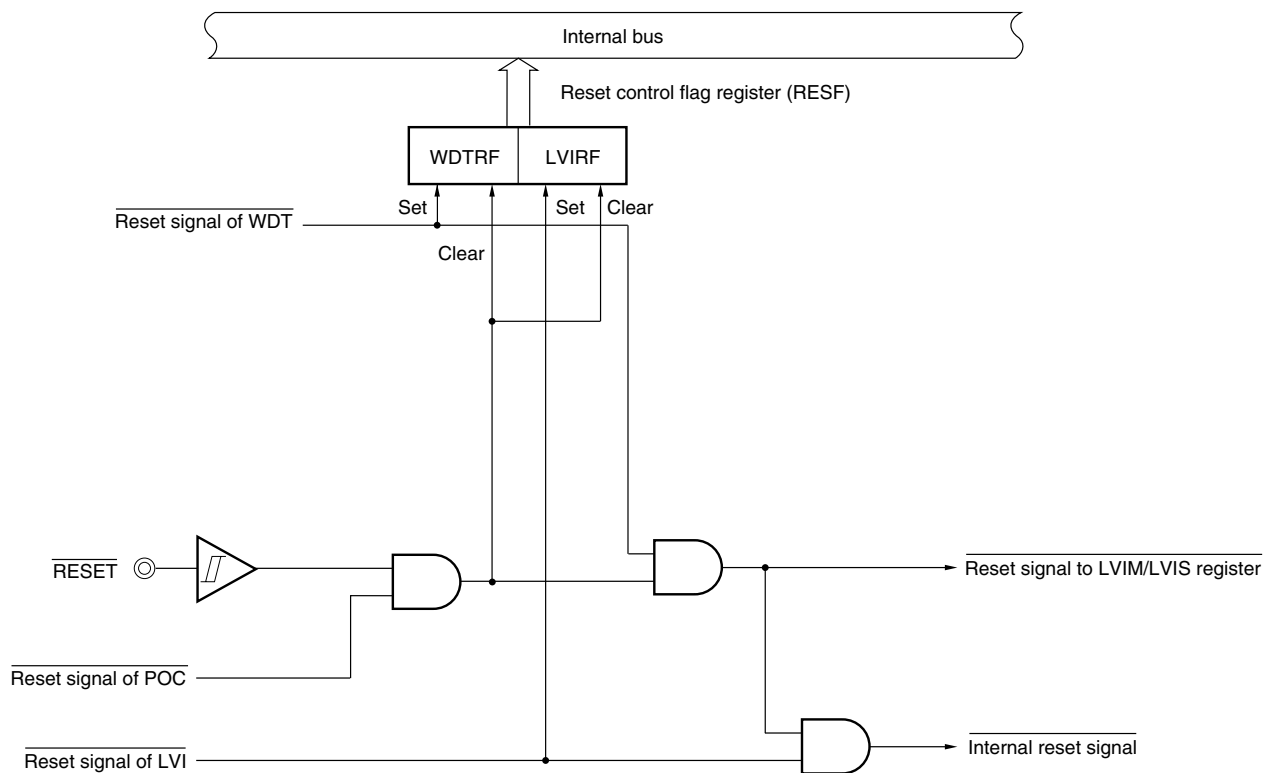 Internal bus
Reset control flag register (RESF)
WDTRF LVIRF
Set Set Clear
Reset signal of WDT
Clear
RESET
Reset signal to LVIM/LVIS register
Reset signal of POC
Reset signal of LVI
Internal reset signal